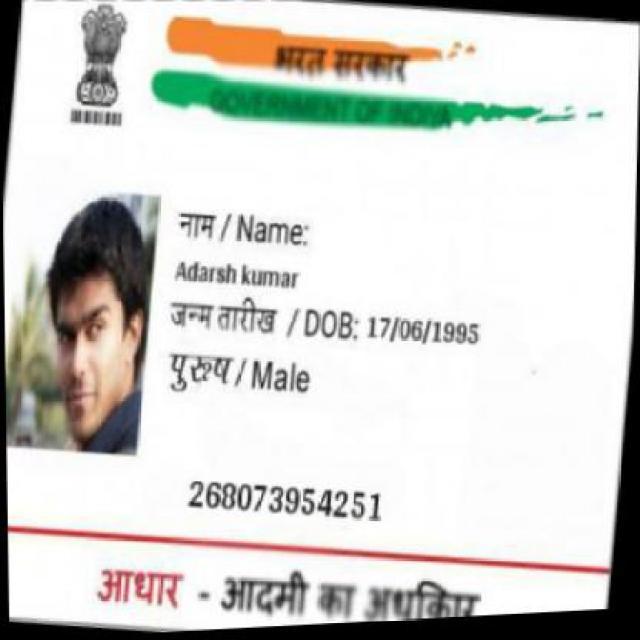 भारत सरकार
GOVERNMENT OF INDIA
नाम / Name:
Adarsh kumar
जन्म तारीख / DOB: 17/06/1995
पुरूष / Male
268073954251
आधार - आदमी का अधिकार